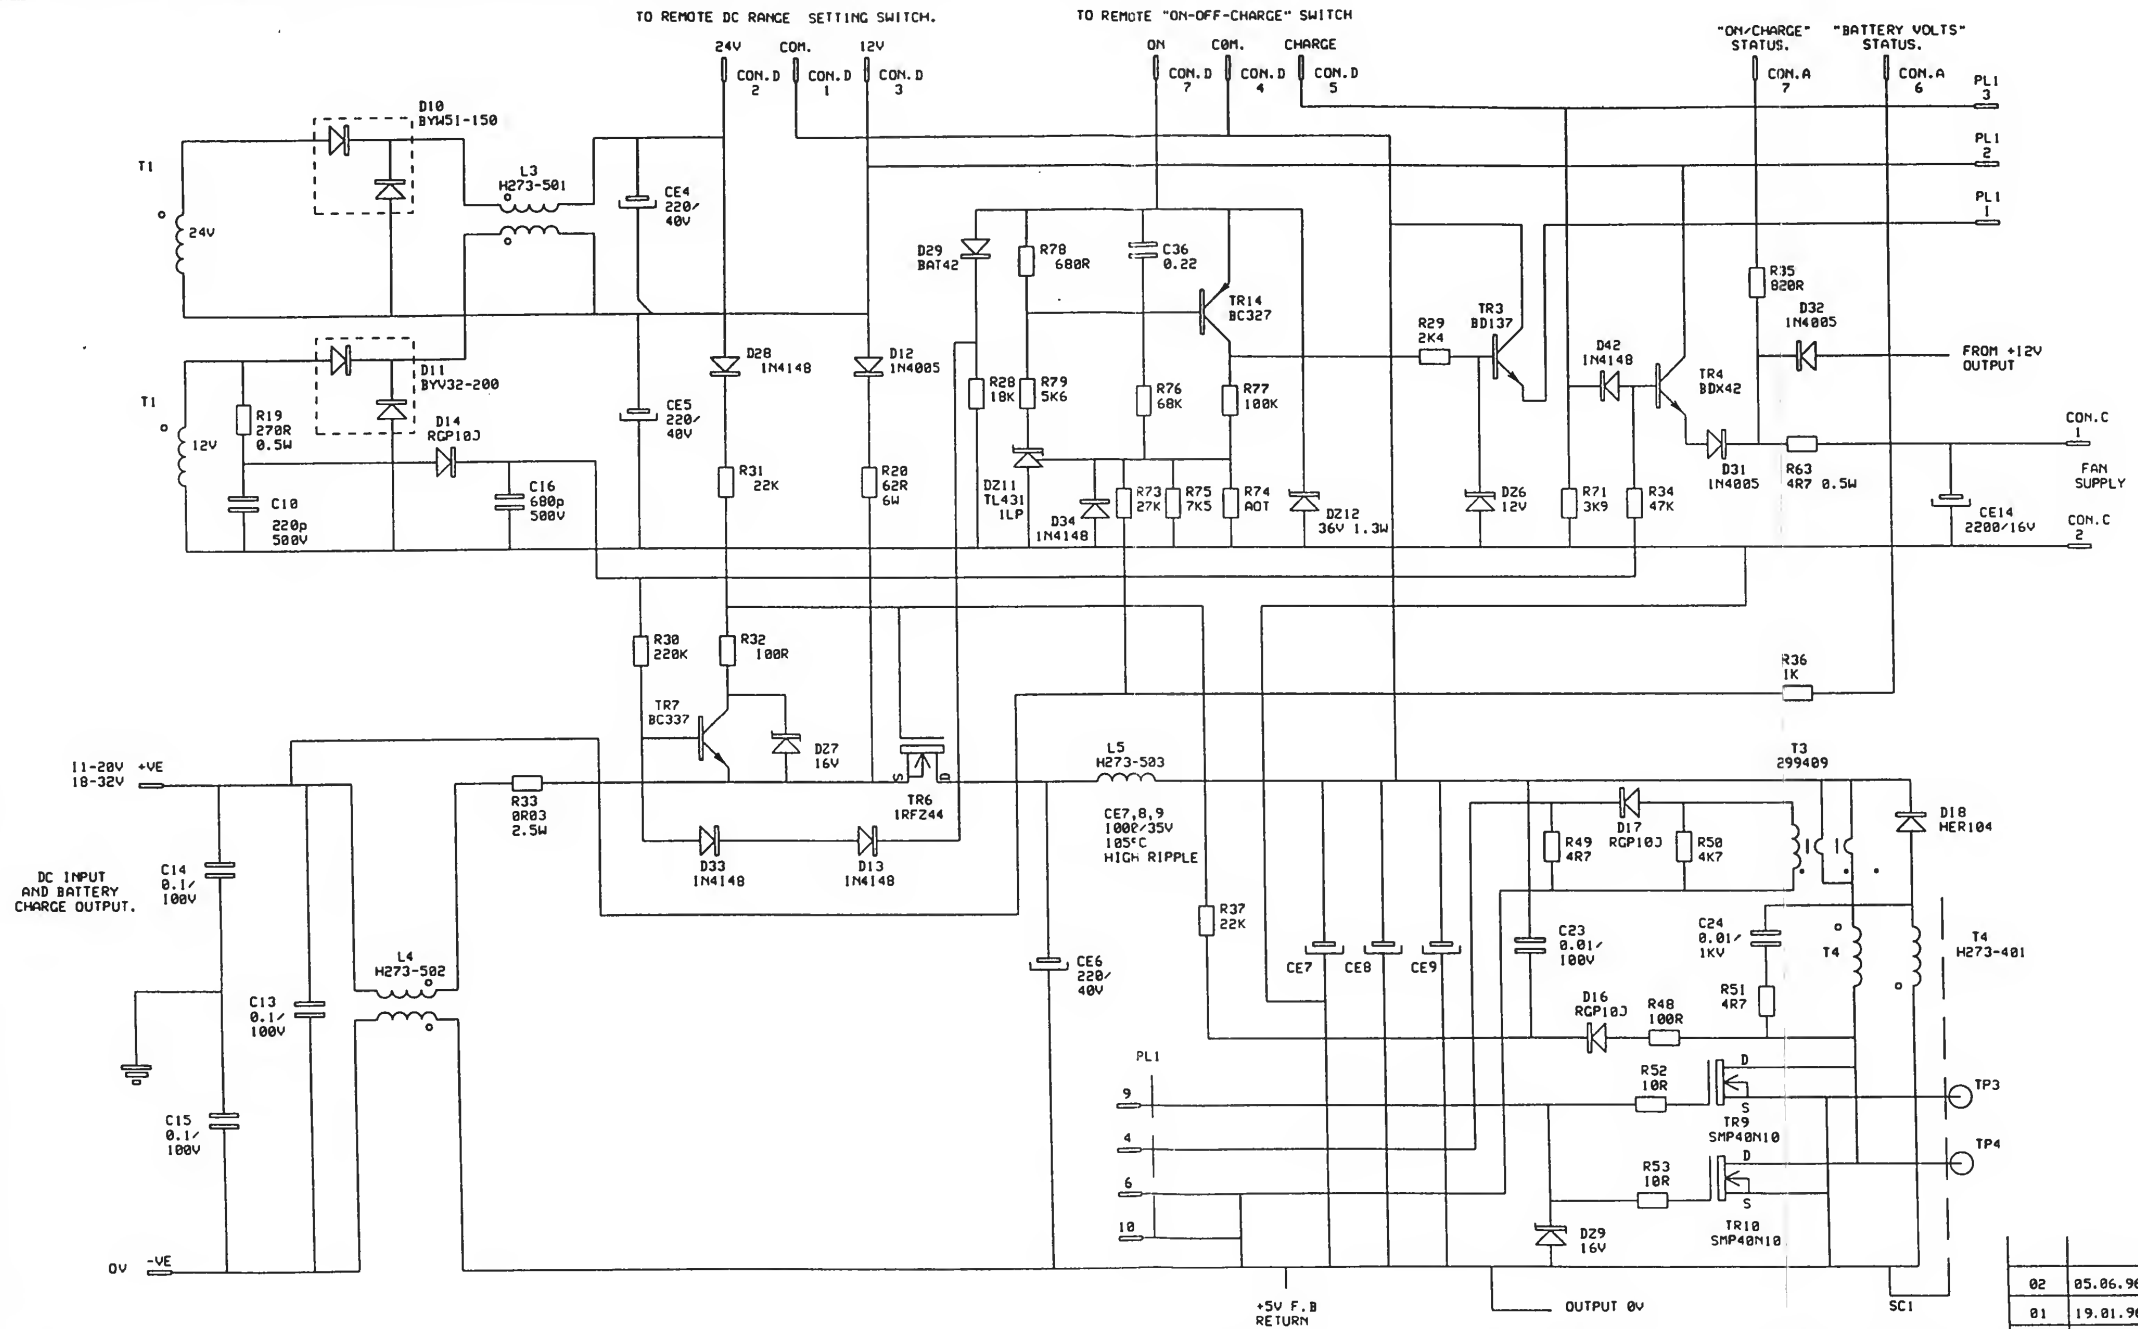 TO REMOTE DC RANGE SETTING SWITCH.
TO REMOTE "ON-OFF-CHARGE" SWITCH
24V COM. 12V
ON COM. CHARGE
"ON/CHARGE" STATUS.
"BATTERY VOLTS" STATUS.
CON.D 2
CON.D 1
CON.D 3
CON.D 7
CON.D 4
CON.D 5
CON.A 7
CON.A 6
PL1 3
PL1 2
PL1 1
D10
BYW51-150
T1
24V
L3
H273-501
CE4
220/
40V
D29
BAT42
R78
680R
C36
0.22
TR14
BC327
R35
820R
D32
1N4005
FROM +12V
OUTPUT
D11
BYV32-200
T1
12V
R19
270R
0.5W
D14
RGP10J
C10
220p
500V
C16
680p
500V
CE5
220/
40V
D28
1N4148
D12
1N4005
R31
22K
R20
62R
6W
R28
18K
R79
5K6
R76
68K
R77
100K
R29
2K4
TR3
BD137
D42
1N4148
TR4
BDX42
DZ11
TL431
1LP
D34
1N4148
R73
27K
R75
7K5
R74
AOT
DZ12
36V 1.3W
DZ6
12V
R71
3K9
R34
47K
D31
1N4005
R63
4R7 0.5W
CE14
2200/16V
CON.C
1
FAN
SUPPLY
CON.C
2
R30
220K
R32
100R
TR7
BC337
DZ7
16V
R36
1K
11-20V +VE
18-32V
R33
0R03
2.5W
S
D
TR6
IRFZ44
L5
H273-503
CE7,8,9
1000/35V
105°C
HIGH RIPPLE
T3
299409
D18
HER104
D33
1N4148
D13
1N4148
R49
4R7
D17
RGP10J
R50
4K7
DC INPUT
AND BATTERY
CHARGE OUTPUT.
C14
0.1/
100V
C13
0.1/
100V
C15
0.1/
100V
L4
H273-502
CE6
220/
40V
R37
22K
CE7
CE8
CE9
C23
0.01/
100V
C24
0.01/
1KV
T4
T4
H273-401
D16
RGP10J
R48
100R
R51
4R7
PL1
9
4
6
10
R52
10R
D
S
TR9
SMP40N10
TP3
R53
10R
D
S
TR10
SMP40N10
TP4
DZ9
16V
0V -VE
+5V F.B
RETURN
OUTPUT 0V
SC1
02 05.06.96
01 19.01.96